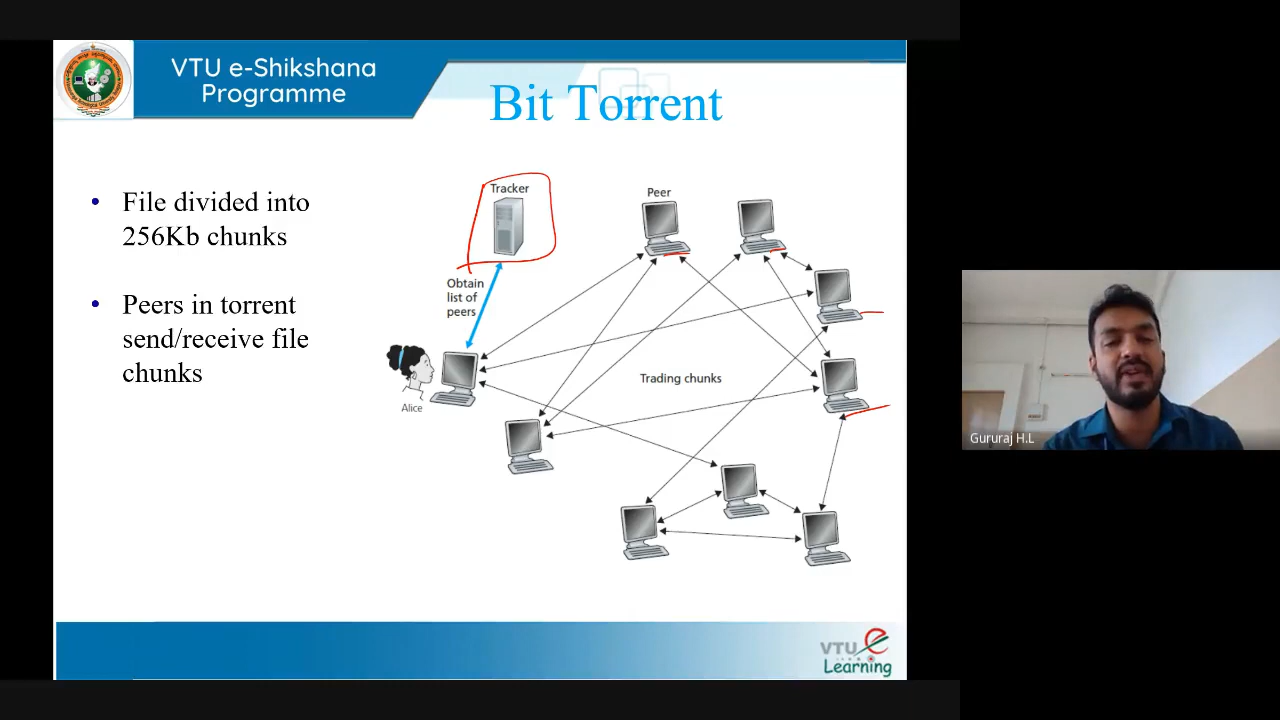 VTU e-Shikshana
Programme
Bit Torrent
• File divided into
256Kb chunks
• Peers in torrent
send/receive file
chunks
Tracker
Peer
Obtain
list of
peers
Trading chunks
Alice
Gururaj H.L
VTU e
Learning